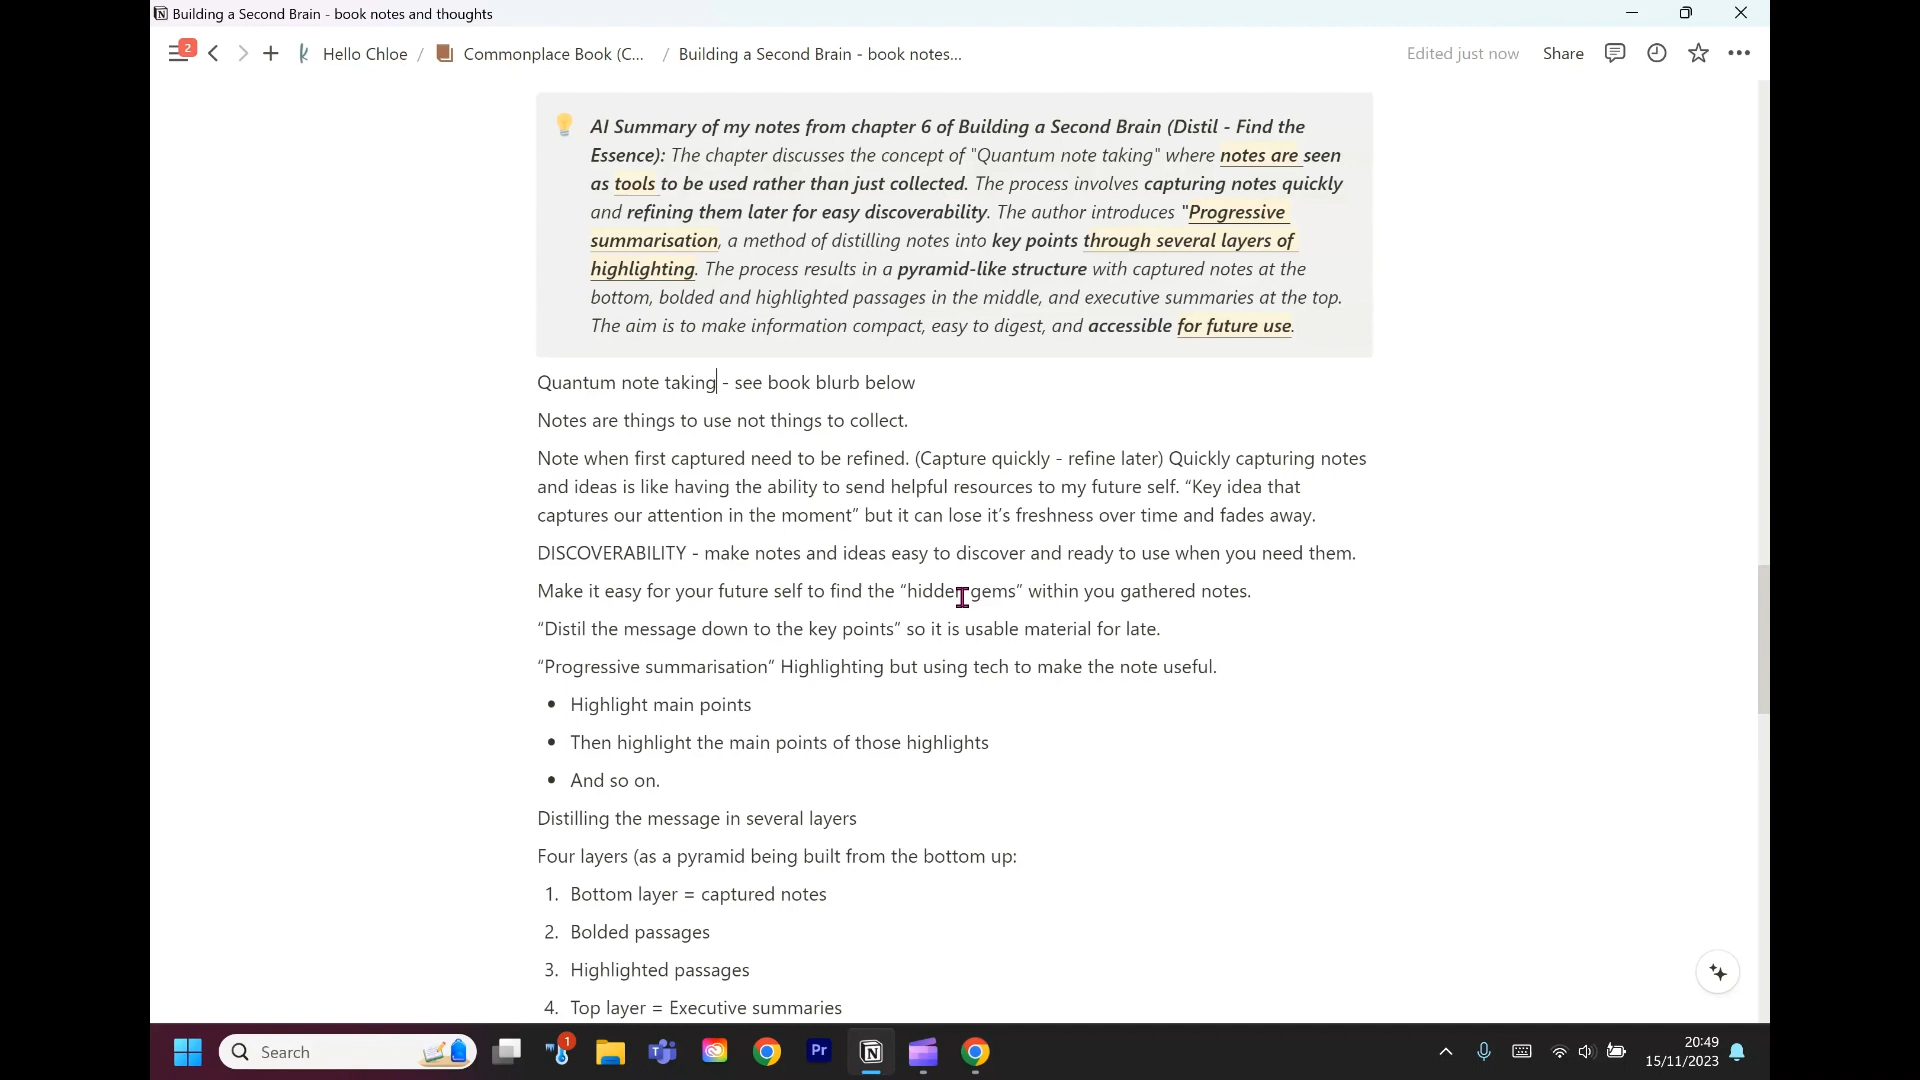 Building a Second Brain - book notes and thoughts
2
Hello Chloe / Commonplace Book (C... / Building a Second Brain - book notes...
Edited just now Share
AI Summary of my notes from chapter 6 of Building a Second Brain (Distil - Find the
Essence): The chapter discusses the concept of "Quantum note taking" where notes are seen
as tools to be used rather than just collected. The process involves capturing notes quickly
and refining them later for easy discoverability. The author introduces "Progressive
summarisation, a method of distilling notes into key points through several layers of
highlighting. The process results in a pyramid-like structure with captured notes at the
bottom, bolded and highlighted passages in the middle, and executive summaries at the top.
The aim is to make information compact, easy to digest, and accessible for future use.
Quantum note taking - see book blurb below
Notes are things to use not things to collect.
Note when first captured need to be refined. (Capture quickly - refine later) Quickly capturing notes
and ideas is like having the ability to send helpful resources to my future self. “Key idea that
captures our attention in the moment” but it can lose it’s freshness over time and fades away.
DISCOVERABILITY - make notes and ideas easy to discover and ready to use when you need them.
Make it easy for your future self to find the “hidden gems” within you gathered notes.
“Distil the message down to the key points” so it is usable material for late.
“Progressive summarisation” Highlighting but using tech to make the note useful.
• Highlight main points
• Then highlight the main points of those highlights
• And so on.
Distilling the message in several layers
Four layers (as a pyramid being built from the bottom up:
1. Bottom layer = captured notes
2. Bolded passages
3. Highlighted passages
4. Top layer = Executive summaries
Search
1
Pr
20:49
15/11/2023